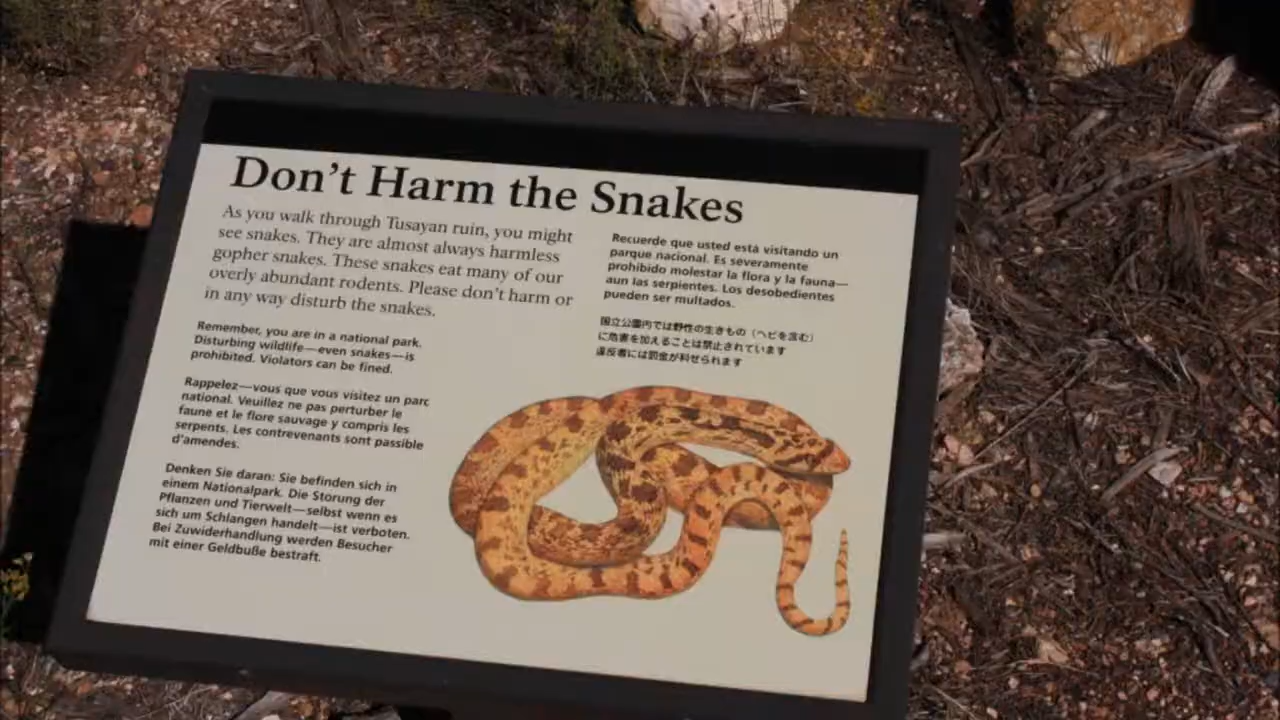 Don't Harm the Snakes
As you walk through Tusayan ruin, you might
see snakes. They are almost always harmless
gopher snakes. These snakes eat many of our
overly abundant rodents. Please don't harm or
in any way disturb the snakes.
Remember, you are in a national park.
Disturbing wildlife—even snakes—is
prohibited. Violators can be fined.
Rappelez—vous que vous visitez un parc
national. Veuillez ne pas perturber le
faune et le flore sauvage y compris les
serpents. Les contrevenants sont passible
d'amendes.
Denken Sie daran: Sie befinden sich in
einem Nationalpark. Die Storung der
Pflanzen und Tierwelt—selbst wenn es
sich um Schlangen handelt—ist verboten.
Bei Zuwiderhandlung werden Besucher
mit einer Geldbuße bestraft.
Recuerde que usted està visitando un
parque nacional. Es severamente
prohibido molestar la flora y la fauna—
aun las serpientes. Los desobedientes
pueden ser multados.
国立公園内では野性の生きもの（ヘビを含む）
に危害を加えることは禁止されています
違反者には罰金が科せられます